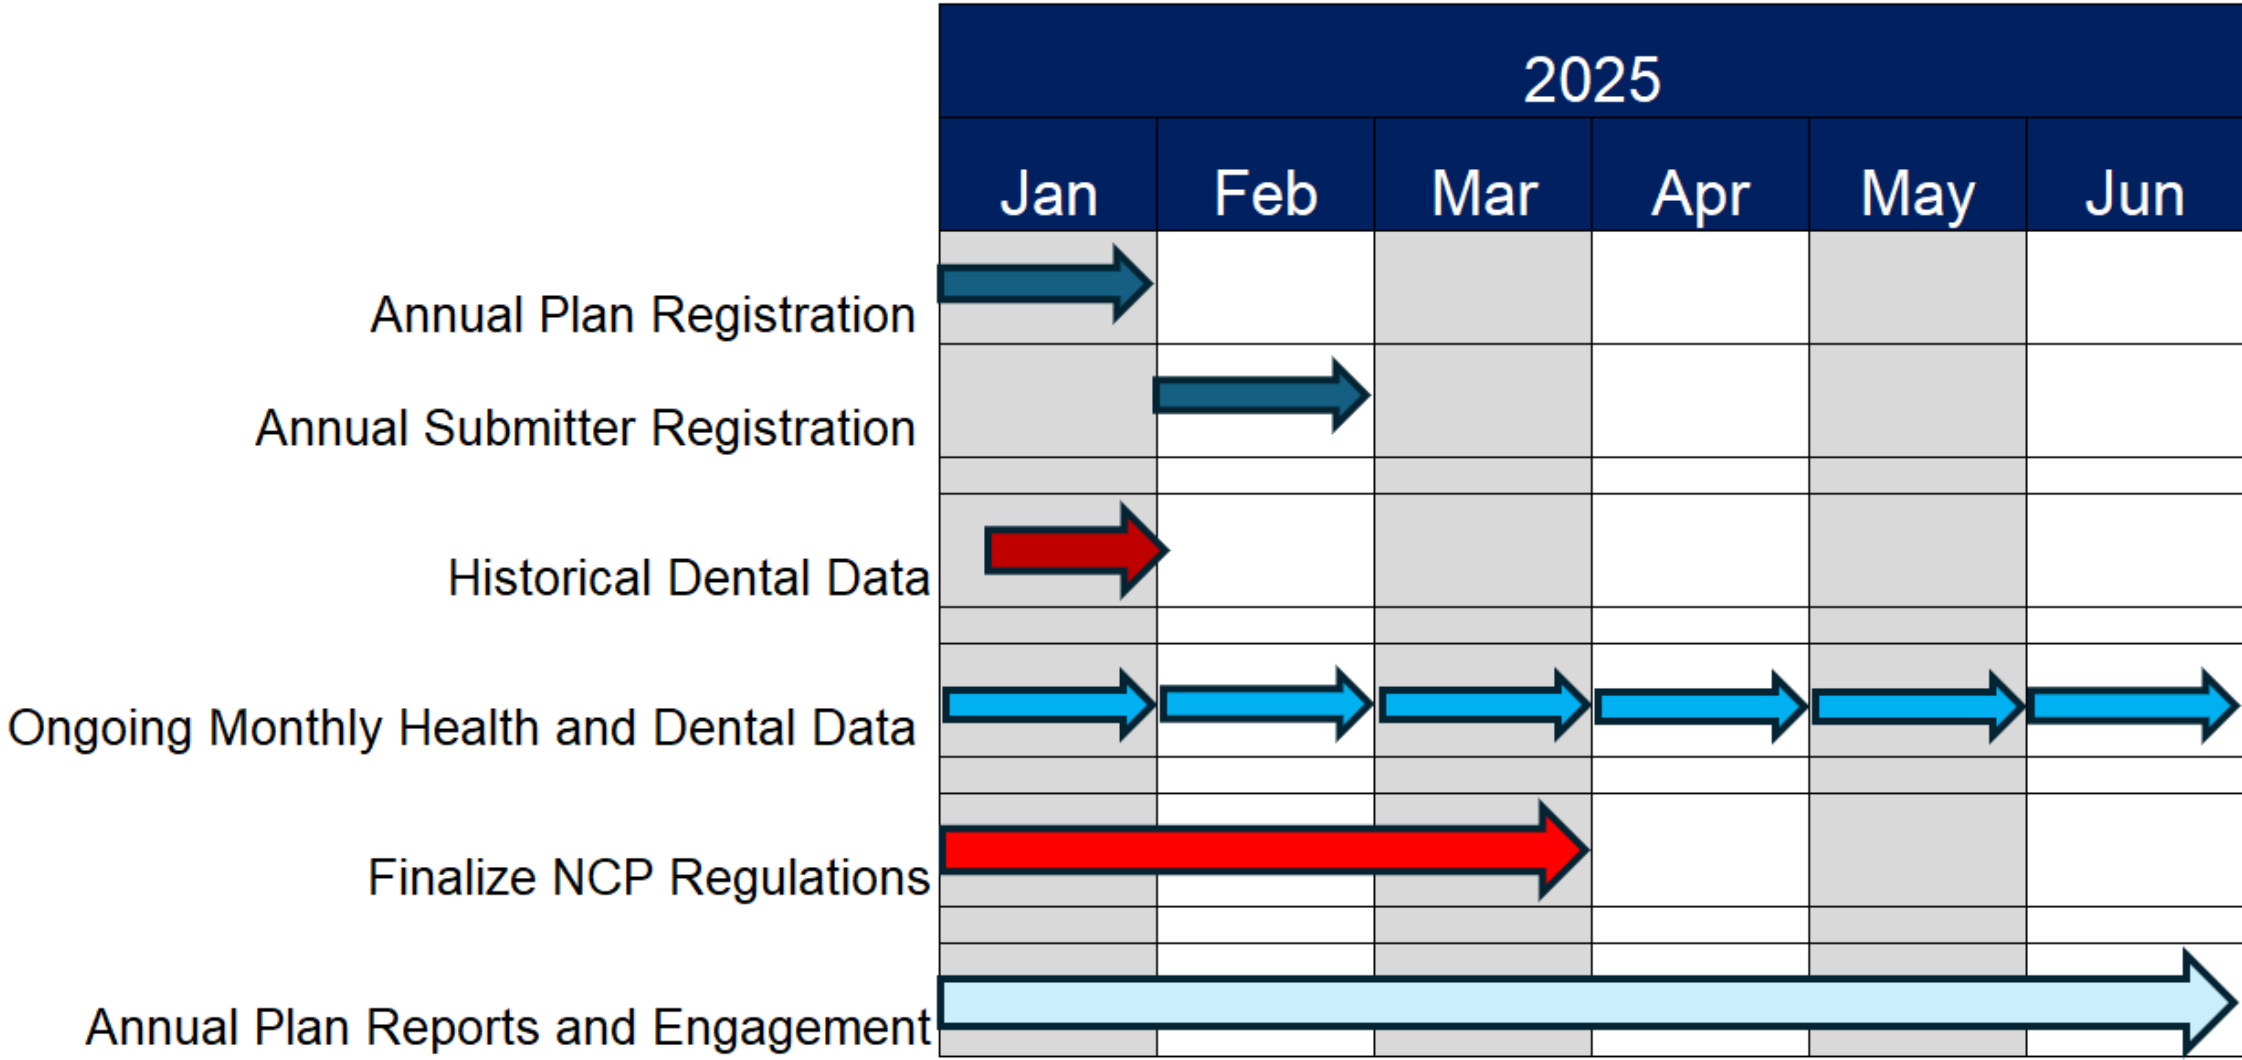 2025
Jan Feb Mar Apr May Jun
Annual Plan Registration
Annual Submitter Registration
Historical Dental Data
Ongoing Monthly Health and Dental Data
Finalize NCP Regulations
Annual Plan Reports and Engagement